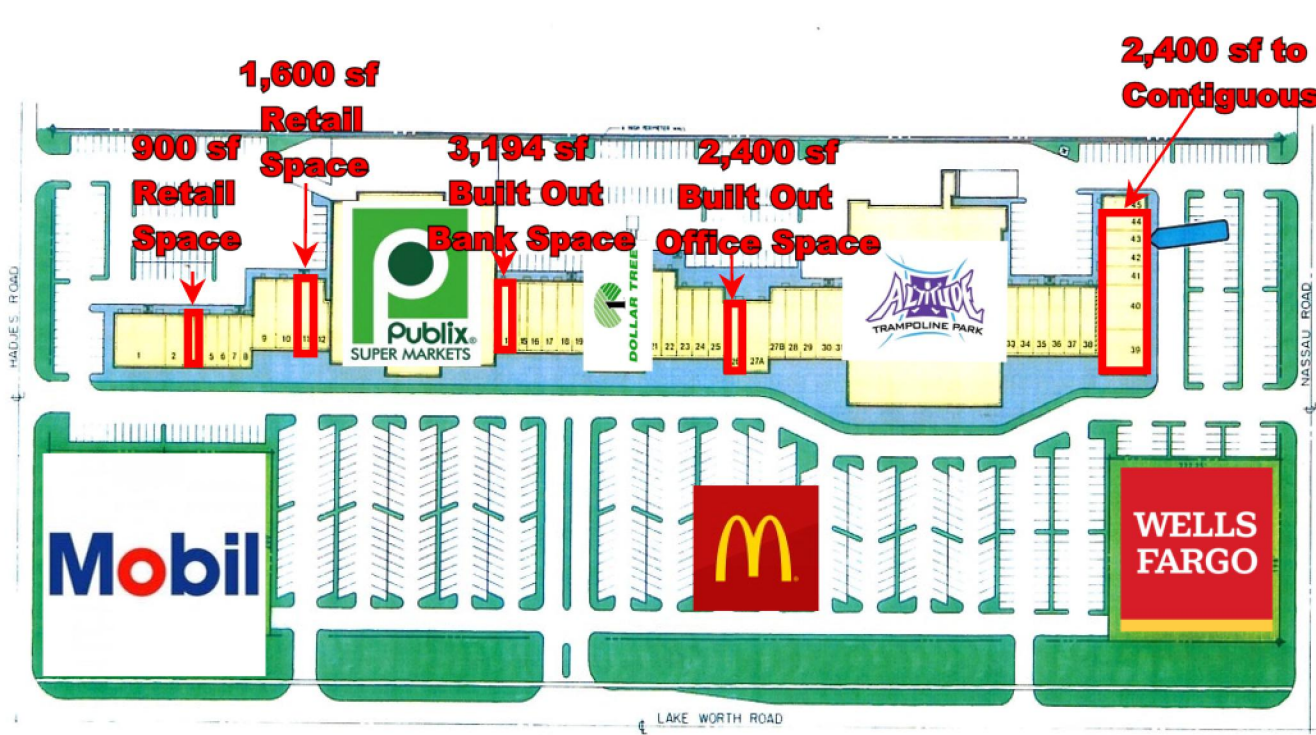 2,400 sf to
Contiguous
1,600 sf
Retail
Space
900 sf
Retail
Space
3,194 sf
Built Out
Bank Space
2,400 sf
Built Out
Office Space
Publix
SUPER MARKETS
DOLLAR TREE
ALTITUDE
TRAMPOLINE PARK
1 2 5 6 7 8 9 10 11 12
15 16 17 18 19
21 22 23 24 25 27A 27B 28 29 30
33 34 35 36 37 38
45
44
43
42
41
40
39
HADJES ROAD
NASSAU ROAD
Mobil
M
WELLS
FARGO
LAKE WORTH ROAD